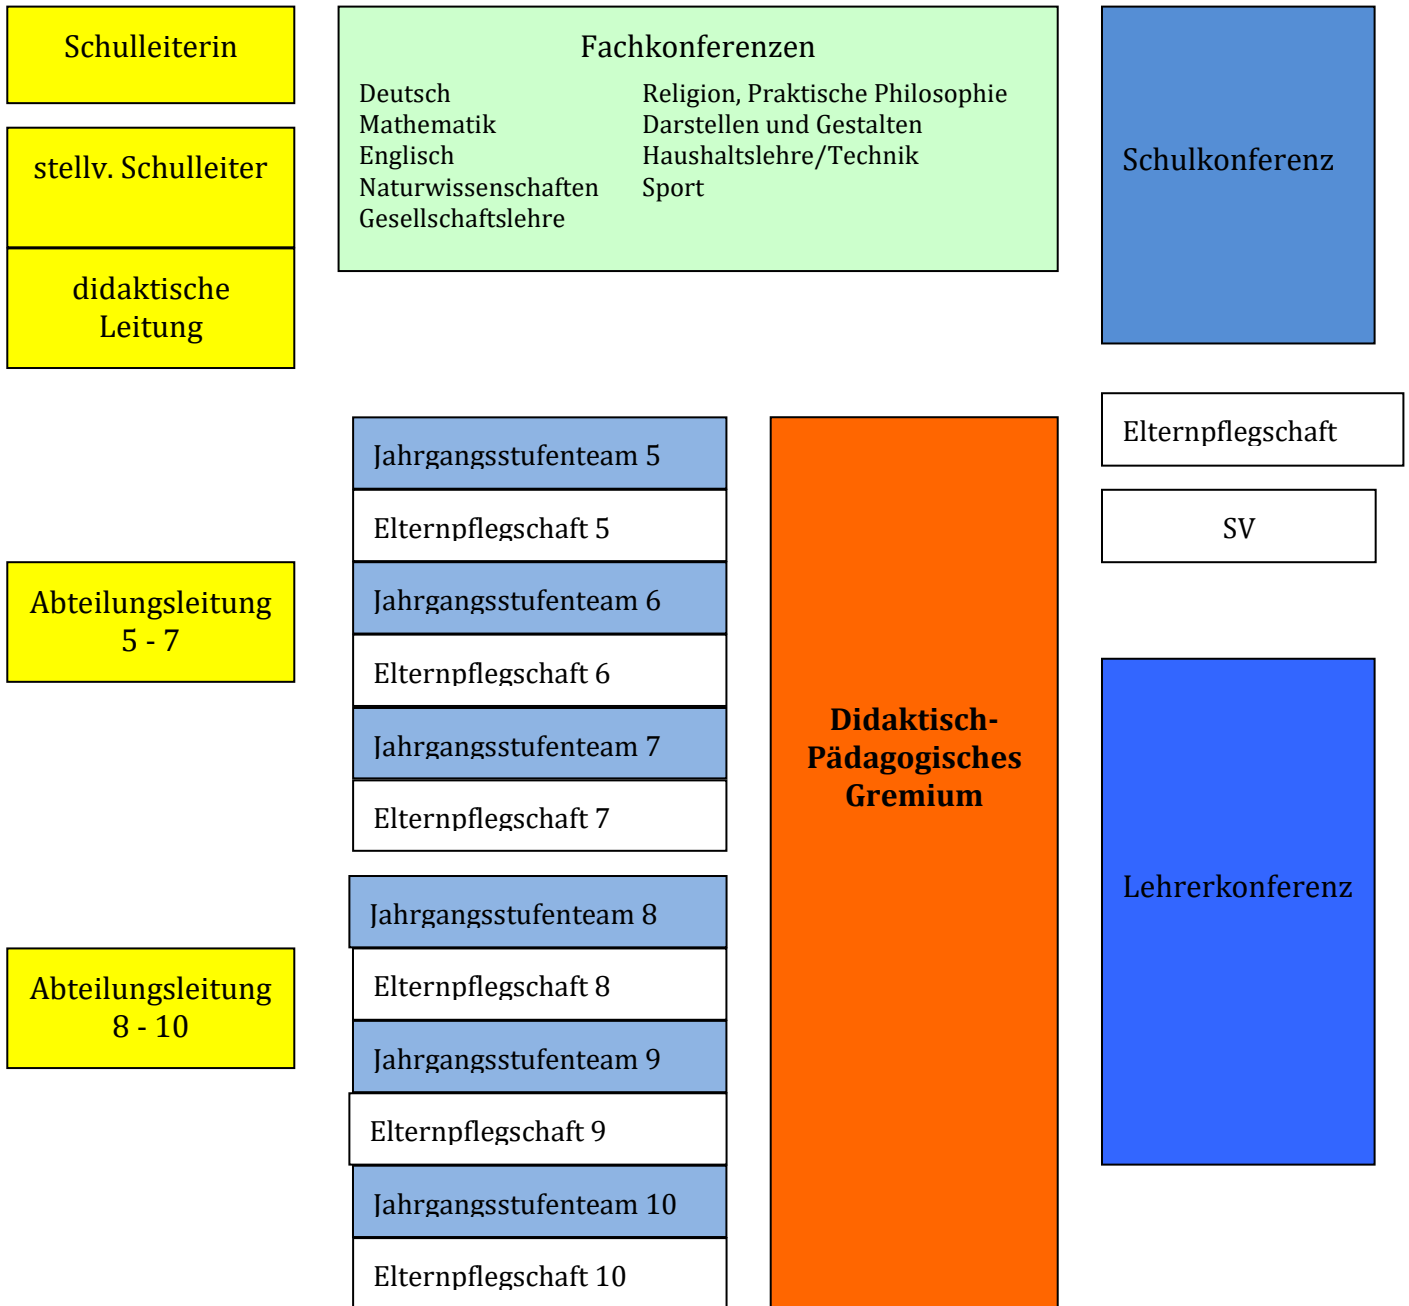 Schulleiterin
stellv. Schulleiter
didaktische
Leitung
Abteilungsleitung
5 - 7
Abteilungsleitung
8 - 10
Fachkonferenzen
Deutsch
Mathematik
Englisch
Naturwissenschaften
Gesellschaftslehre
Religion, Praktische Philosophie
Darstellen und Gestalten
Haushaltslehre/Technik
Sport
Jahrgangsstufenteam 5
Elternpflegschaft 5
Jahrgangsstufenteam 6
Elternpflegschaft 6
Jahrgangsstufenteam 7
Elternpflegschaft 7
Jahrgangsstufenteam 8
Elternpflegschaft 8
Jahrgangsstufenteam 9
Elternpflegschaft 9
Jahrgangsstufenteam 10
Elternpflegschaft 10
Didaktisch-
Pädagogisches
Gremium
Schulkonferenz
Elternpflegschaft
SV
Lehrerkonferenz